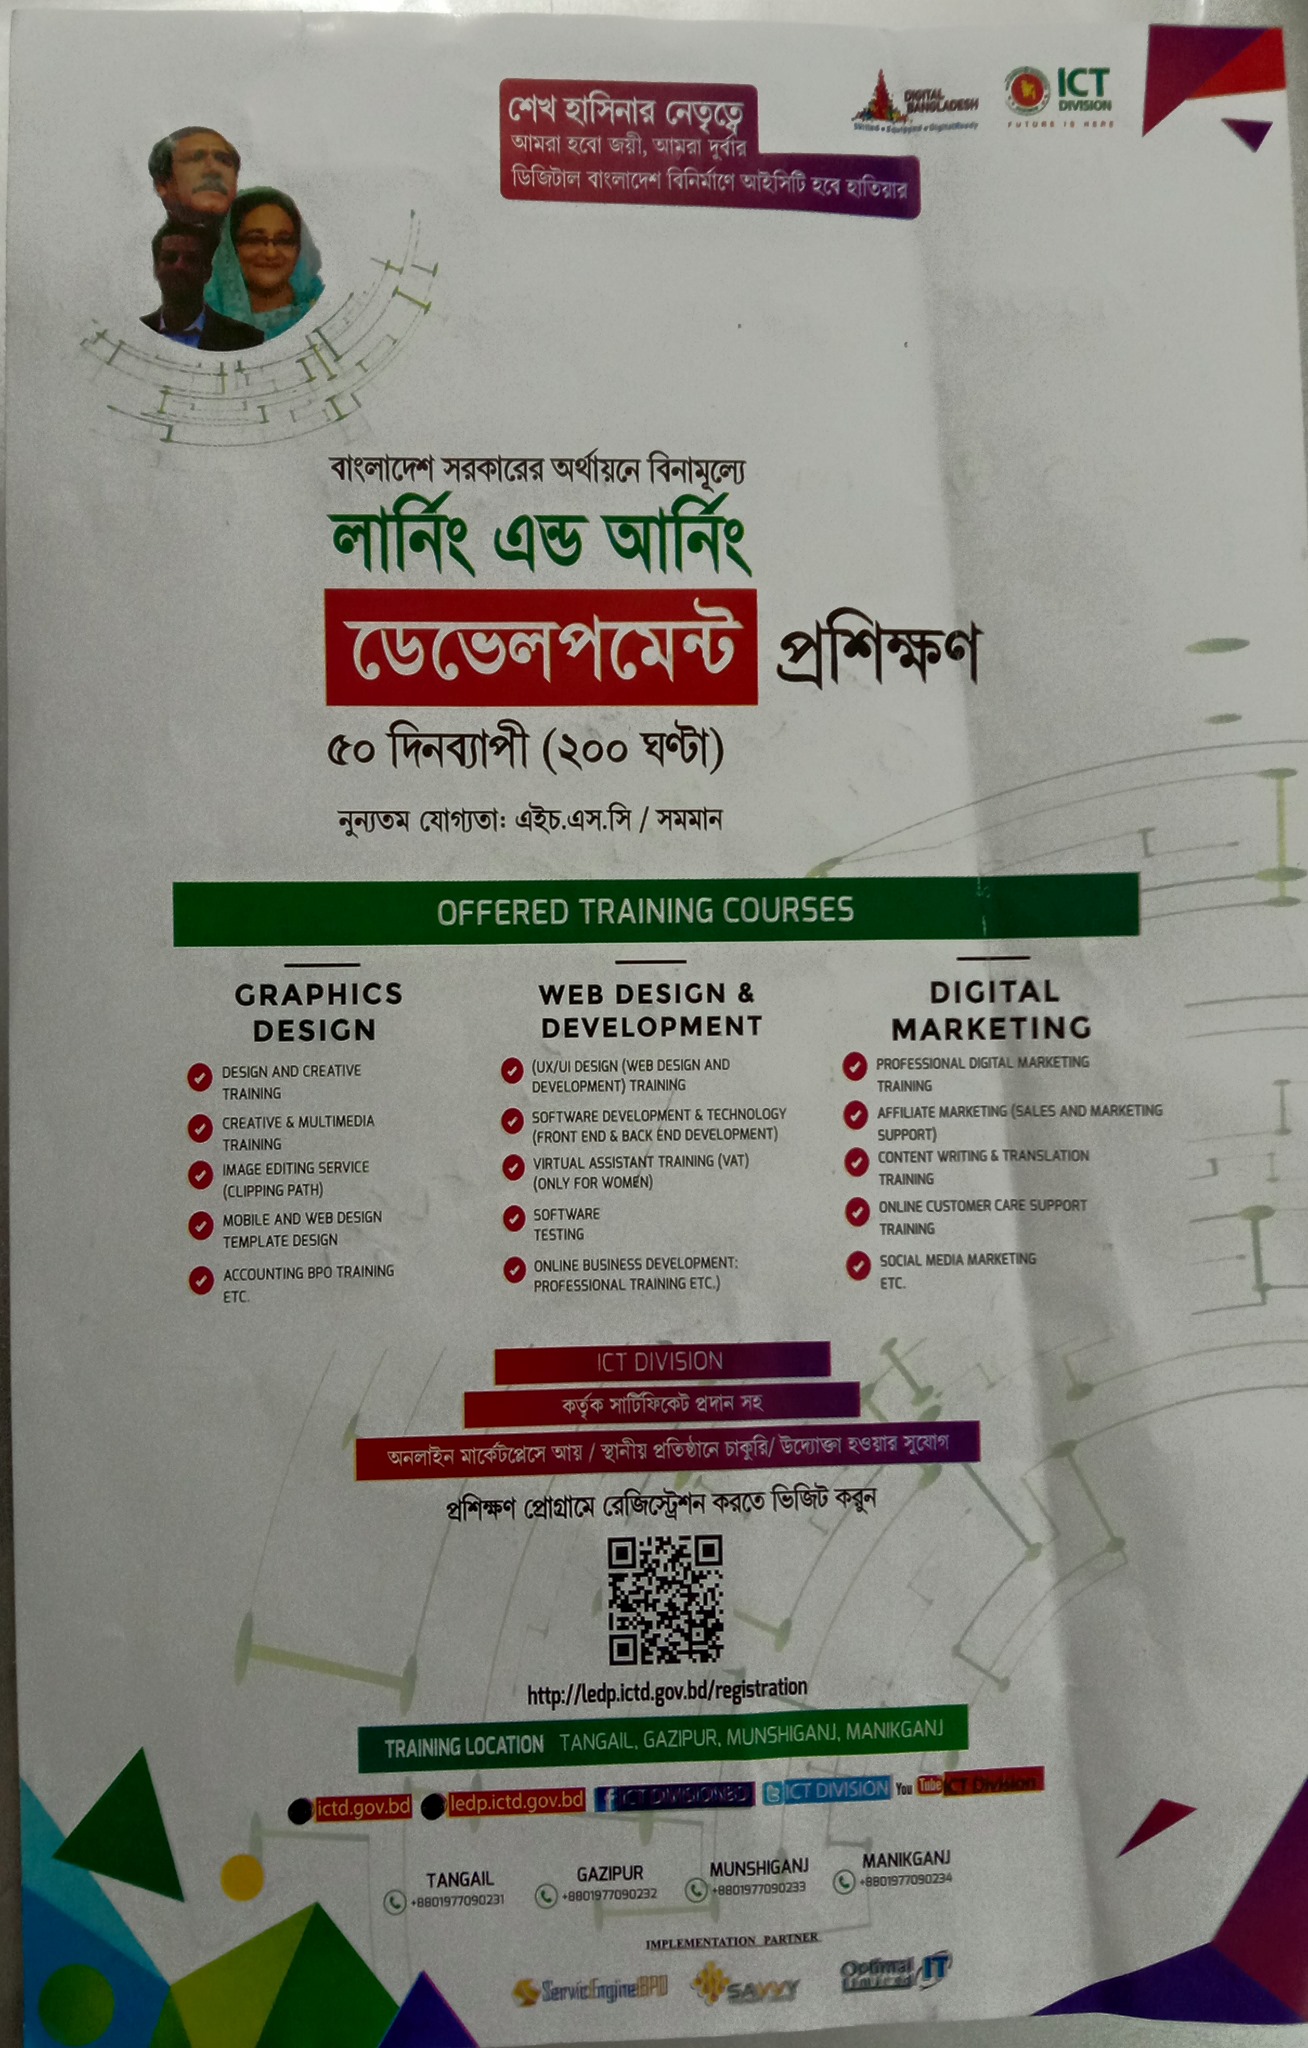 শেখ হাসিনার নেতৃত্বে
আমরা হবো জয়ী, আমরা দুর্বার
ডিজিটাল বাংলাদেশ বিনির্মাণে আইসিটি হবে হাতিয়ার
DIGITAL
BANGLADESH
Skilled • Equipped • DigitalReady
ICT
DIVISION
FUTURE IS HERE
বাংলাদেশ সরকারের অর্থায়নে বিনামূল্যে
লার্নিং এন্ড আর্নিং
ডেভেলপমেন্ট প্রশিক্ষণ
৫০ দিনব্যাপী (২০০ ঘণ্টা)
নুন্যতম যোগ্যতা: এইচ.এস.সি / সমমান
OFFERED TRAINING COURSES
GRAPHICS
DESIGN
DESIGN AND CREATIVE
TRAINING
CREATIVE & MULTIMEDIA
TRAINING
IMAGE EDITING SERVICE
(CLIPPING PATH)
MOBILE AND WEB DESIGN
TEMPLATE DESIGN
ACCOUNTING BPO TRAINING
ETC.
WEB DESIGN &
DEVELOPMENT
(UX/UI DESIGN (WEB DESIGN AND
DEVELOPMENT) TRAINING
SOFTWARE DEVELOPMENT & TECHNOLOGY
(FRONT END & BACK END DEVELOPMENT)
VIRTUAL ASSISTANT TRAINING (VAT)
(ONLY FOR WOMEN)
SOFTWARE
TESTING
ONLINE BUSINESS DEVELOPMENT:
PROFESSIONAL TRAINING ETC.)
DIGITAL
MARKETING
PROFESSIONAL DIGITAL MARKETING
TRAINING
AFFILIATE MARKETING (SALES AND MARKETING
SUPPORT)
CONTENT WRITING & TRANSLATION
TRAINING
ONLINE CUSTOMER CARE SUPPORT
TRAINING
SOCIAL MEDIA MARKETING
ETC.
ICT DIVISION
কর্তৃক সার্টিফিকেট প্রদান সহ
অনলাইন মার্কেটপ্লেসে আয় / স্থানীয় প্রতিষ্ঠানে চাকুরি/ উদ্যোক্তা হওয়ার সুযোগ
প্রশিক্ষণ প্রোগ্রামে রেজিস্ট্রেশন করতে ভিজিট করুন
http://ledp.ictd.gov.bd/registration
TRAINING LOCATION TANGAIL, GAZIPUR, MUNSHIGANJ, MANIKGANJ
ictd.gov.bd ledp.ictd.gov.bd f ICT DIVISIONBD ICT DIVISION You Tube ICT Division
TANGAIL
+8801977090231
GAZIPUR
+8801977090232
MUNSHIGANJ
+8801977090233
MANIKGANJ
+8801977090234
IMPLEMENTATION PARTNER
ServicEngineBPO
SAVVY
Optimal IT
Limited